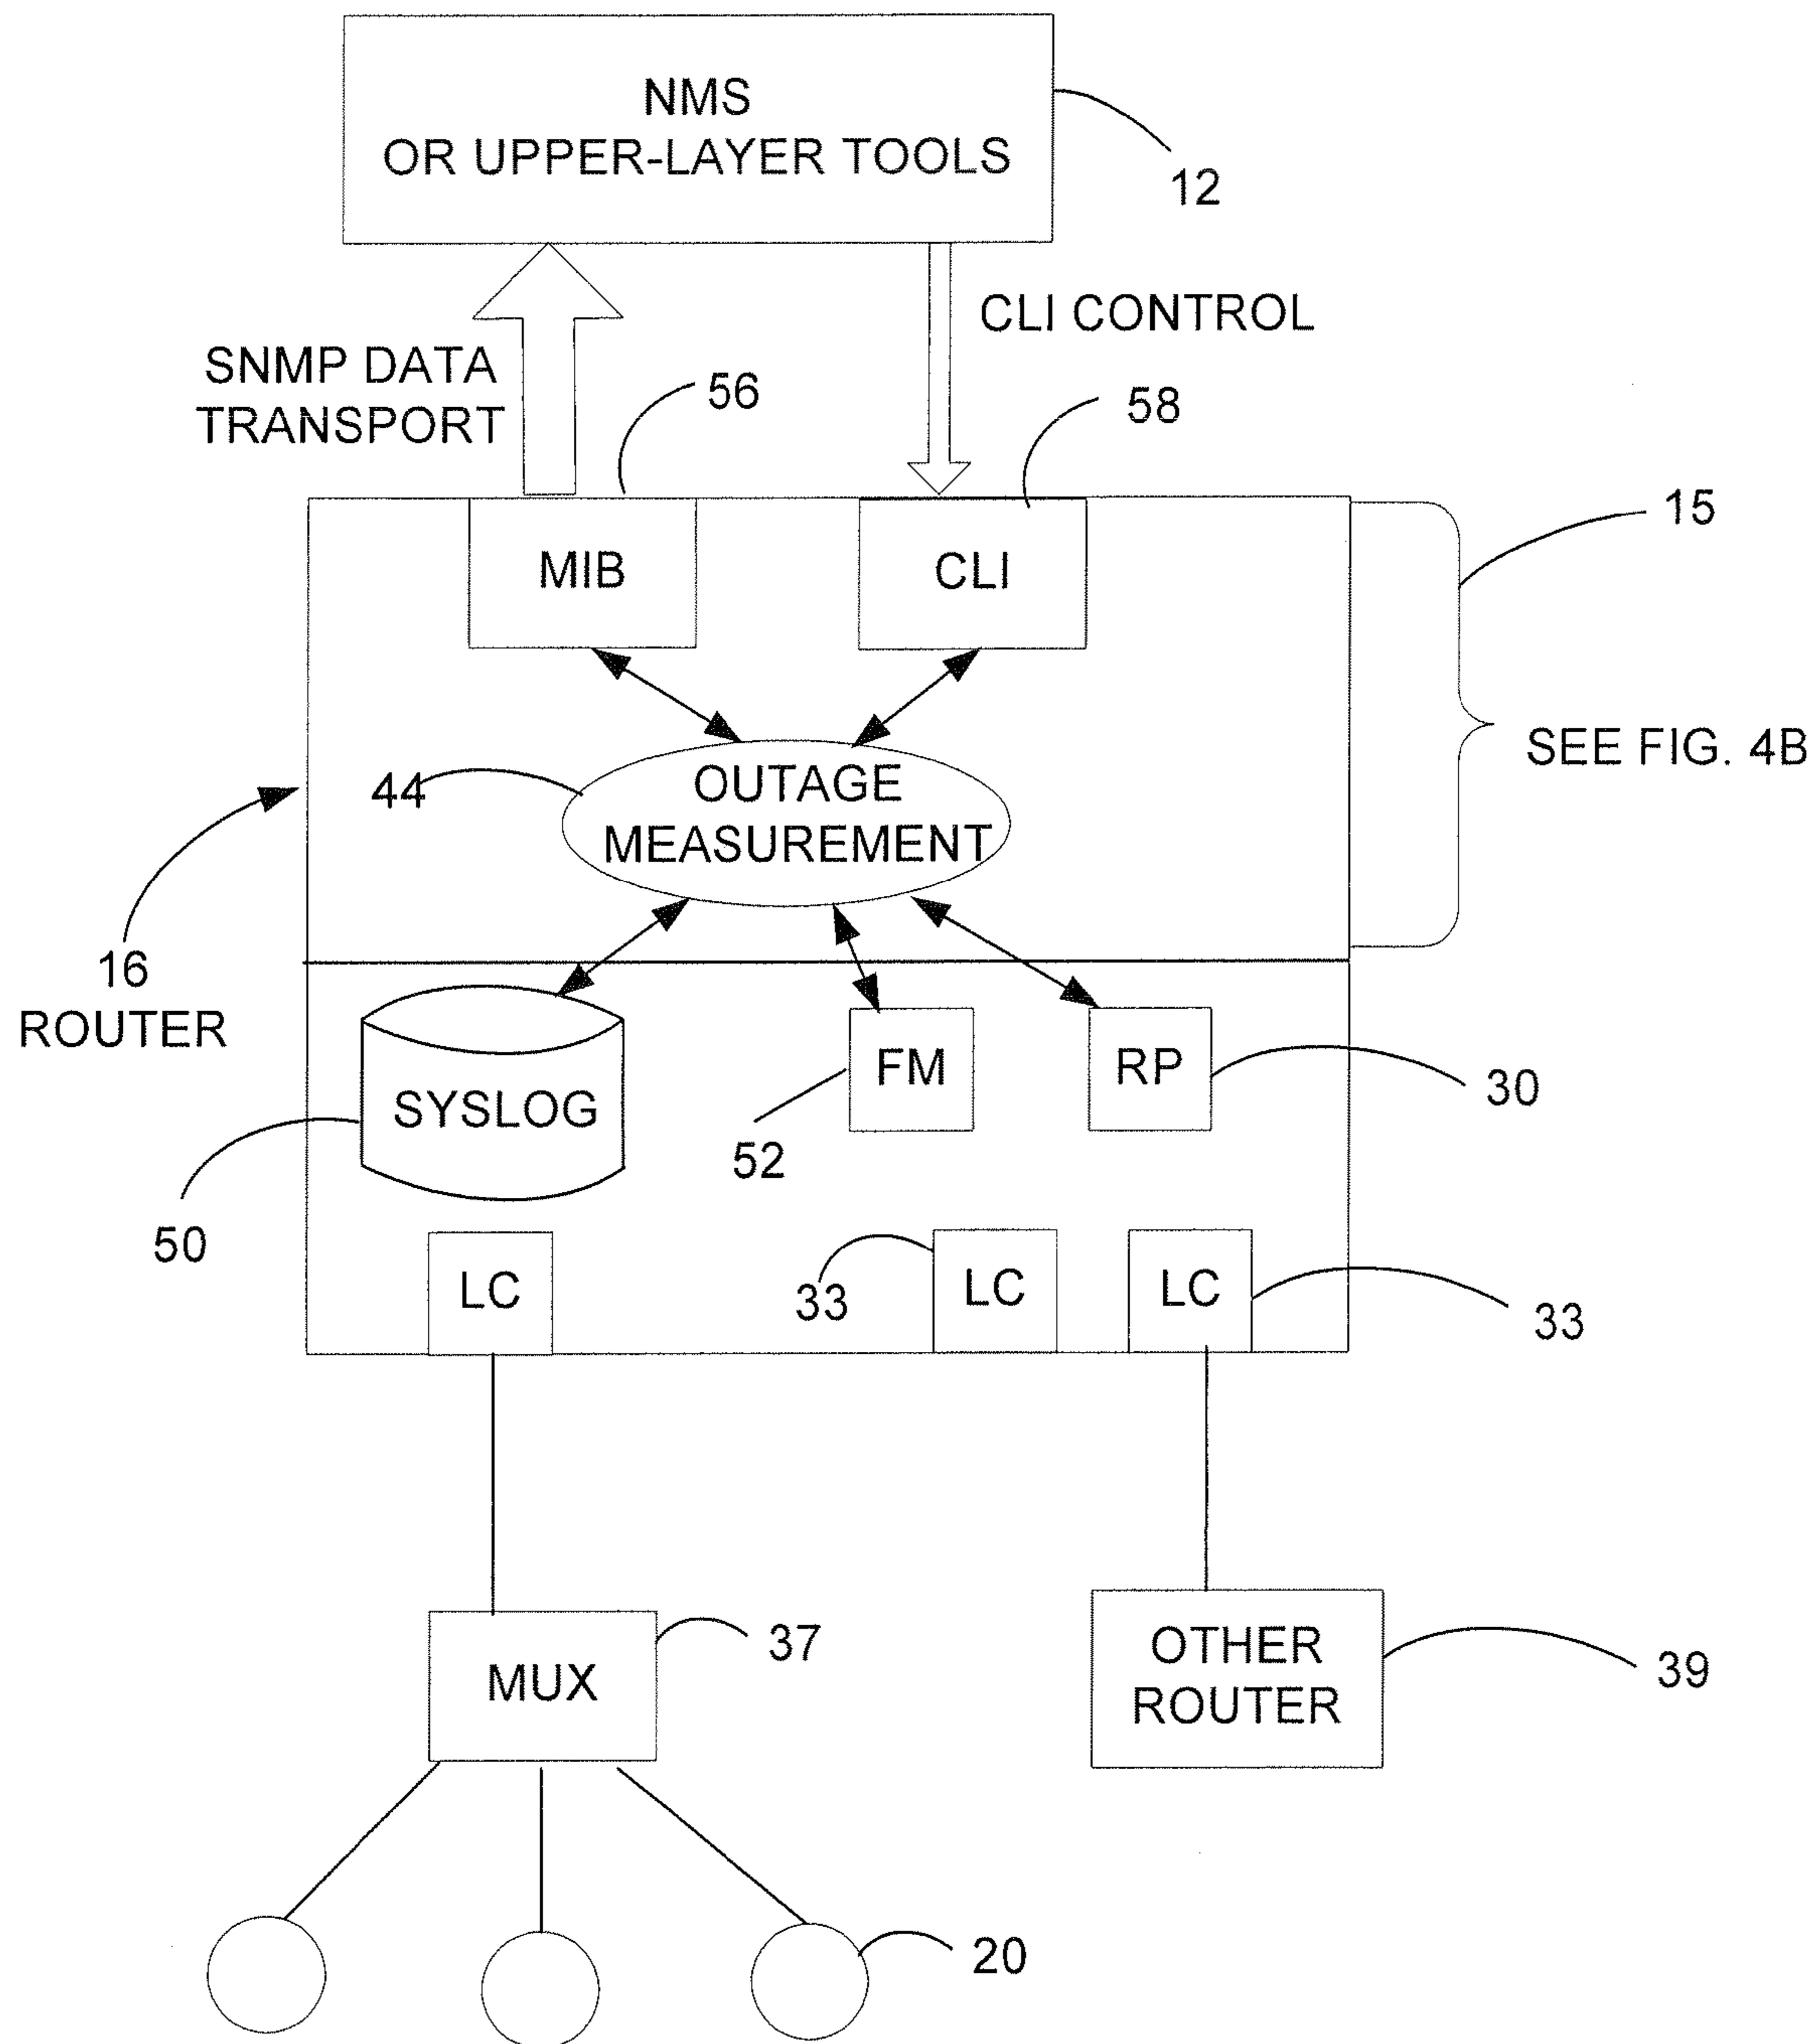 NMS
OR UPPER-LAYER TOOLS
12
CLI CONTROL
SNMP DATA
TRANSPORT
56
58
15
MIB
CLI
SEE FIG. 4B
44
OUTAGE
MEASUREMENT
16
ROUTER
SYSLOG
FM
RP
30
52
50
LC
33
LC
LC
33
MUX
37
OTHER
ROUTER
39
20